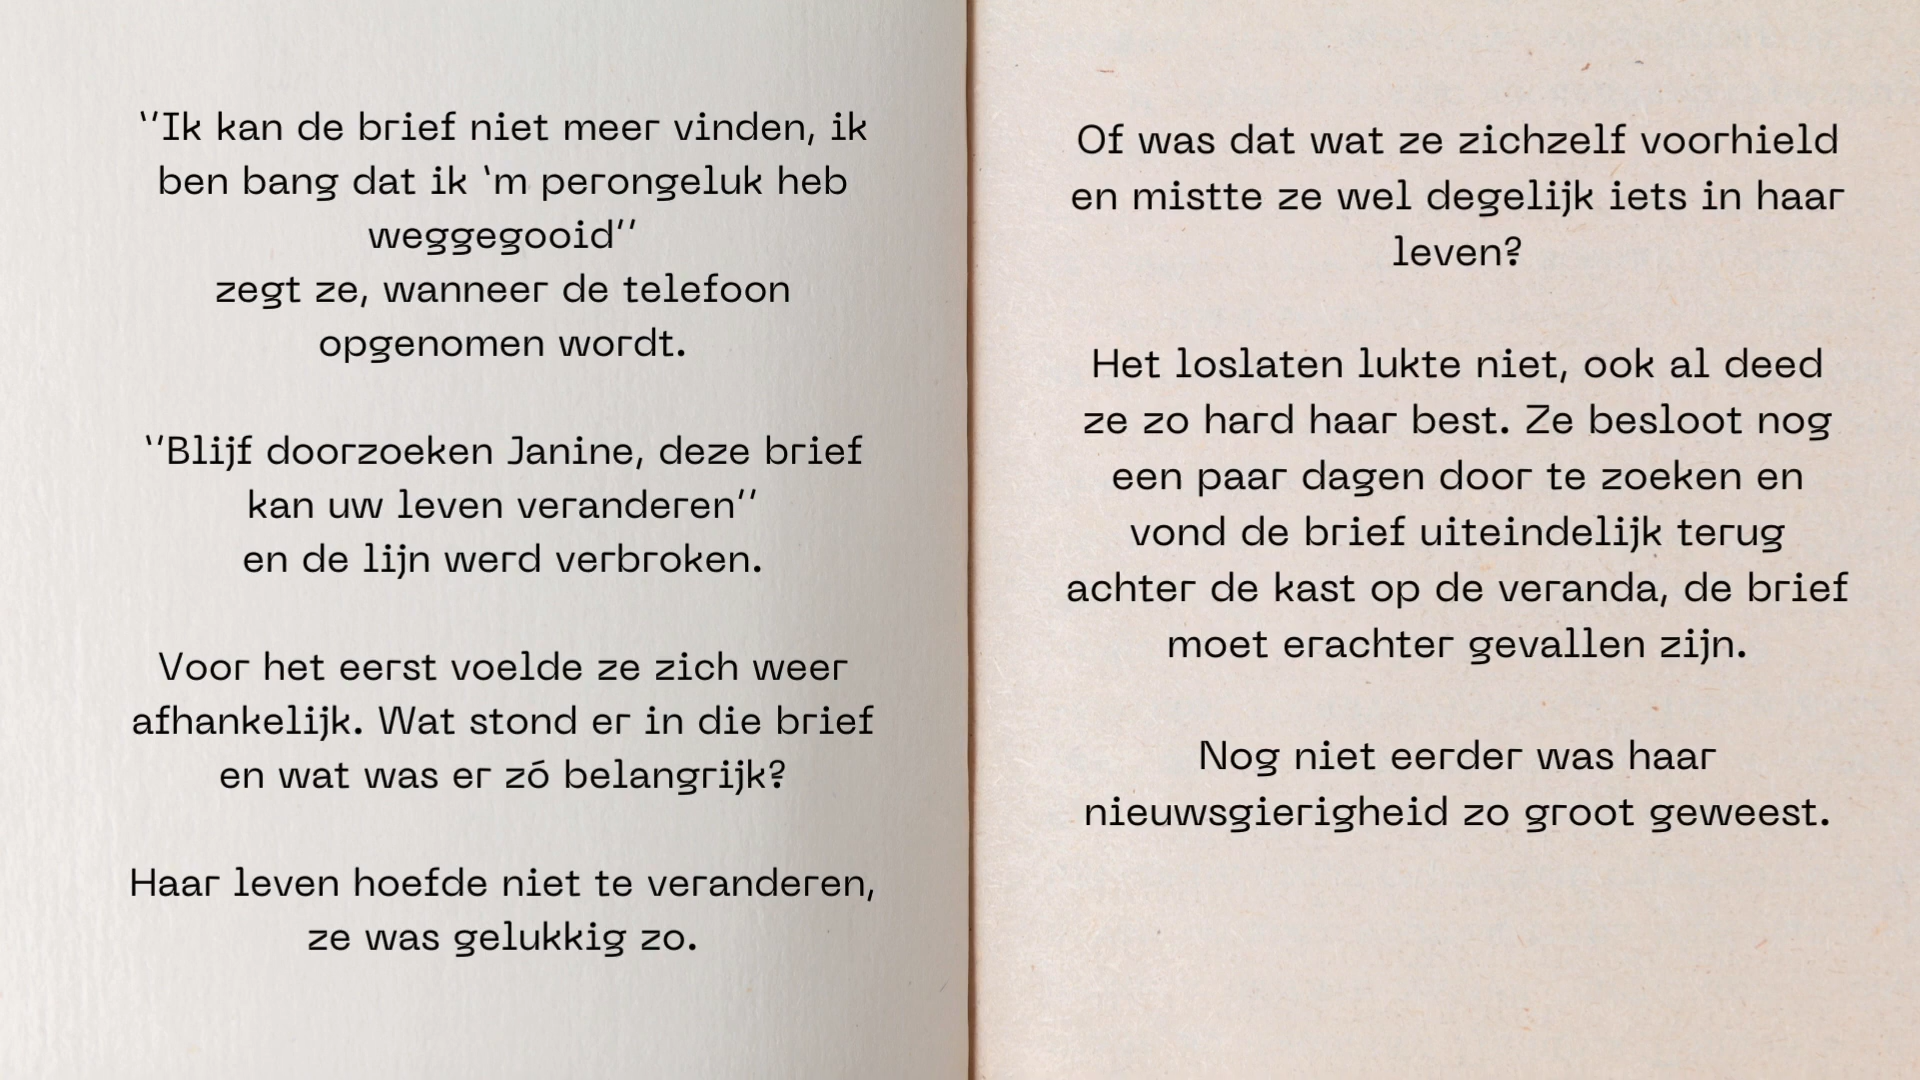 ‘’Ik kan de brief niet meer vinden, ik
ben bang dat ik ‘m perongeluk heb
weggegooid’’
zegt ze, wanneer de telefoon
opgenomen wordt.
‘’Blijf doorzoeken Janine, deze brief
kan uw leven veranderen’’
en de lijn werd verbroken.
Voor het eerst voelde ze zich weer
afhankelijk. Wat stond er in die brief
en wat was er zó belangrijk?
Haar leven hoefde niet te veranderen,
ze was gelukkig zo.
Of was dat wat ze zichzelf voorhield
en mistte ze wel degelijk iets in haar
leven?
Het loslaten lukte niet, ook al deed
ze zo hard haar best. Ze besloot nog
een paar dagen door te zoeken en
vond de brief uiteindelijk terug
achter de kast op de veranda, de brief
moet erachter gevallen zijn.
Nog niet eerder was haar
nieuwsgierigheid zo groot geweest.